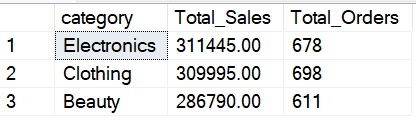 category Total_Sales Total_Orders
1 Electronics 311445.00 678
2 Clothing 309995.00 698
3 Beauty 286790.00 611